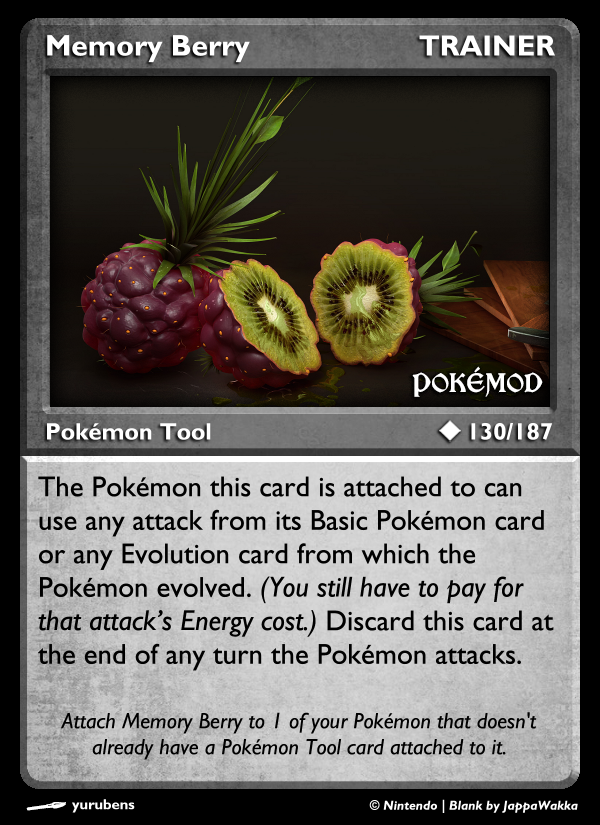 Memory Berry TRAINER
POKÉMOD
Pokémon Tool ◆ 130/187
The Pokémon this card is attached to can
use any attack from its Basic Pokémon card
or any Evolution card from which the
Pokémon evolved. (You still have to pay for
that attack’s Energy cost.) Discard this card at
the end of any turn the Pokémon attacks.
Attach Memory Berry to 1 of your Pokémon that doesn't
already have a Pokémon Tool card attached to it.
yurubens © Nintendo | Blank by JappaWakka